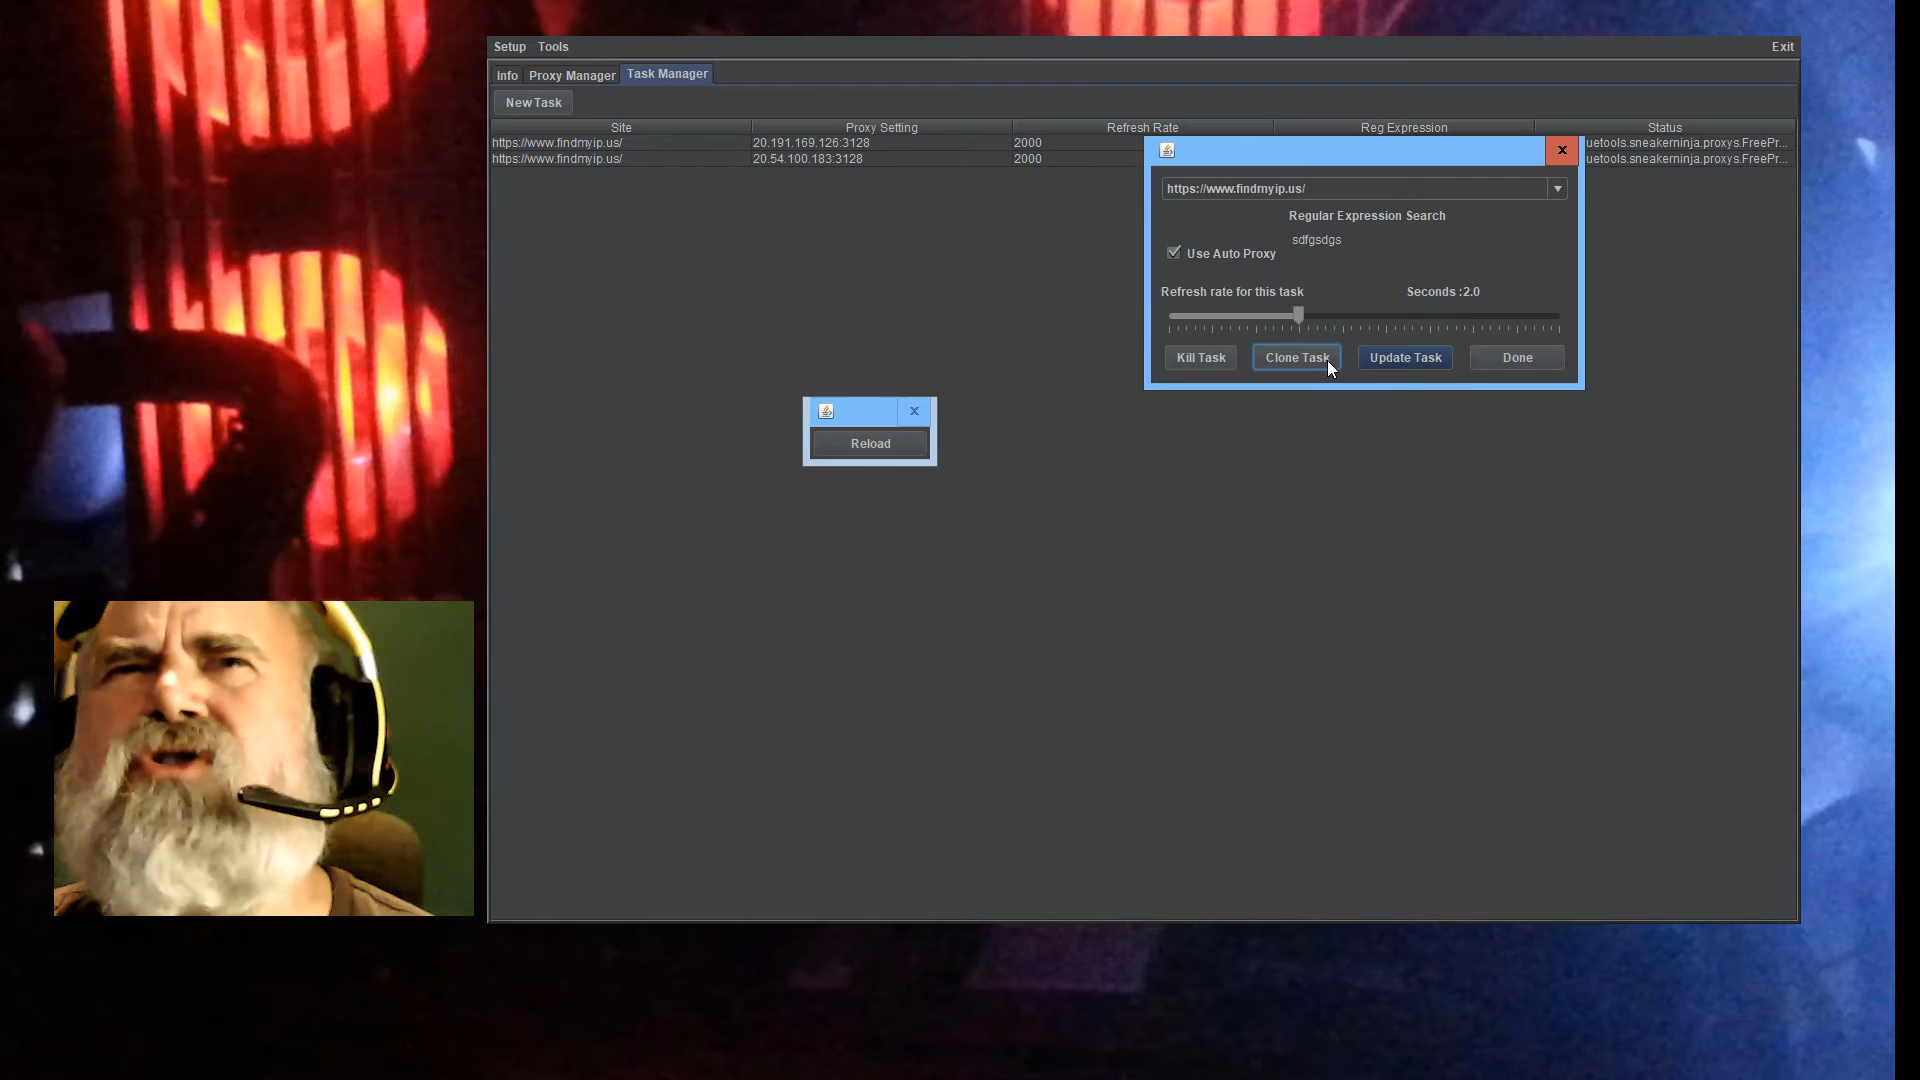 Setup Tools Exit
Info Proxy Manager Task Manager
New Task
Site Proxy Setting Refresh Rate Reg Expression Status
https://www.findmyip.us/ 20.191.169.126:3128 2000 uetools.sneakerninja.proxys.FreePr...
https://www.findmyip.us/ 20.54.100.183:3128 2000 uetools.sneakerninja.proxys.FreePr...
x
https://www.findmyip.us/
Regular Expression Search
sdfgsdgs
Use Auto Proxy
Refresh rate for this task Seconds :2.0
Kill Task Clone Task Update Task Done
x
Reload